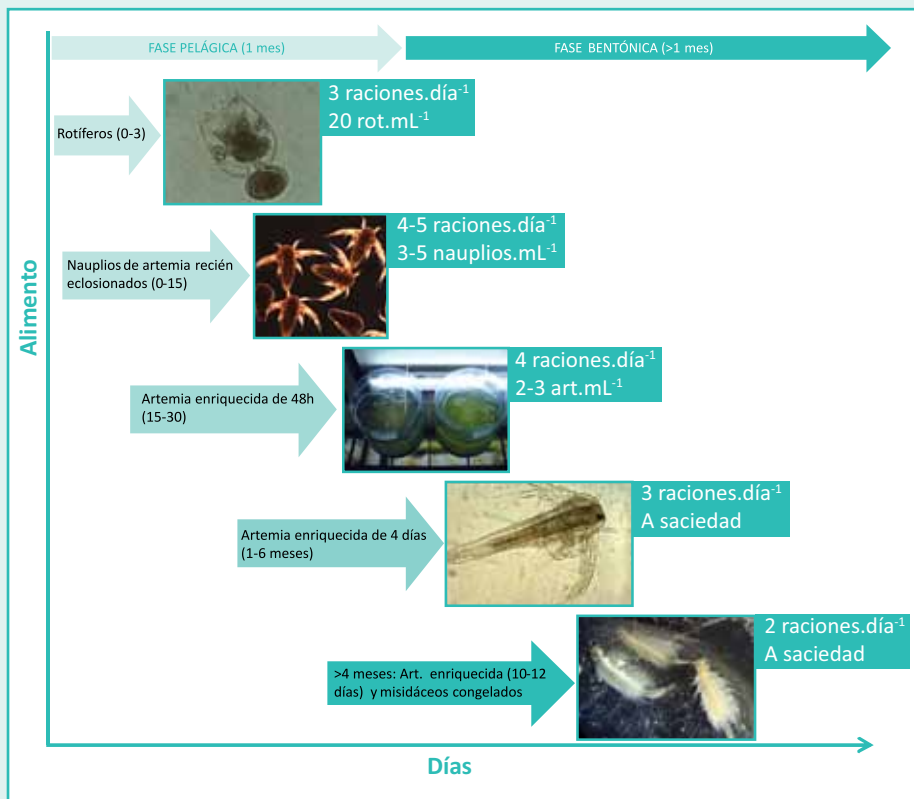 FASE PELÁGICA (1 mes)
FASE BENTÓNICA (>1 mes)
Rotíferos (0-3)
3 raciones.día⁻¹
20 rot.mL⁻¹
Nauplios de artemia recién
eclosionados (0-15)
4-5 raciones.día⁻¹
3-5 nauplios.mL⁻¹
Artemia enriquecida de 48h
(15-30)
4 raciones.día⁻¹
2-3 art.mL⁻¹
Artemia enriquecida de 4 días
(1-6 meses)
3 raciones.día⁻¹
A saciedad
>4 meses: Art. enriquecida (10-12
días) y misidáceos congelados
2 raciones.día⁻¹
A saciedad
Alimento
Días